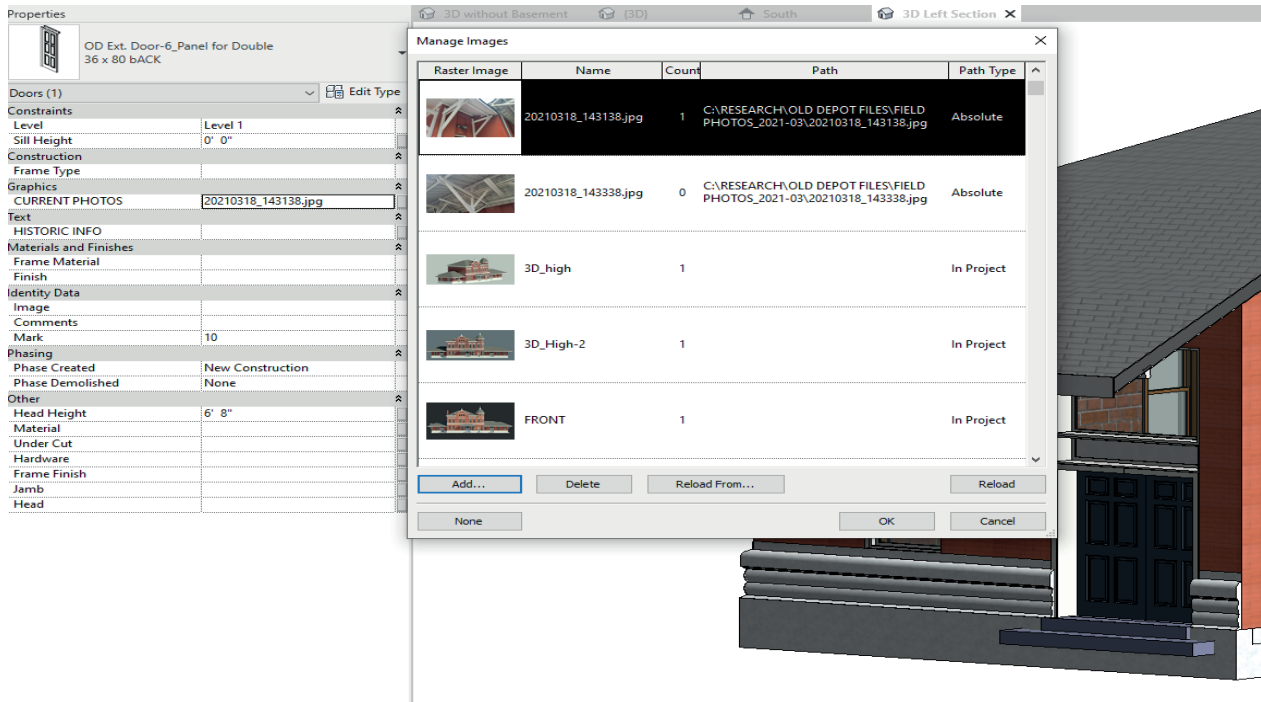 Properties
3D without Basement
{3D}
South
3D Left Section
OD Ext. Door-6_Panel for Double
36 x 80 bACK
Doors (1)
Edit Type
Constraints
Level Level 1
Sill Height 0' 0"
Construction
Frame Type
Graphics
CURRENT PHOTOS 20210318_143138.jpg
Text
HISTORIC INFO
Materials and Finishes
Frame Material
Finish
Identity Data
Image
Comments
Mark 10
Phasing
Phase Created New Construction
Phase Demolished None
Other
Head Height 6' 8"
Material
Under Cut
Hardware
Frame Finish
Jamb
Head
Manage Images
Raster Image Name Count Path Path Type
20210318_143138.jpg 1 C:\RESEARCH\OLD DEPOT FILES\FIELD Absolute
PHOTOS_2021-03\20210318_143138.jpg
20210318_143338.jpg 0 C:\RESEARCH\OLD DEPOT FILES\FIELD Absolute
PHOTOS_2021-03\20210318_143338.jpg
3D_high 1 In Project
3D_High-2 1 In Project
FRONT 1 In Project
Add... Delete Reload From... Reload
None OK Cancel